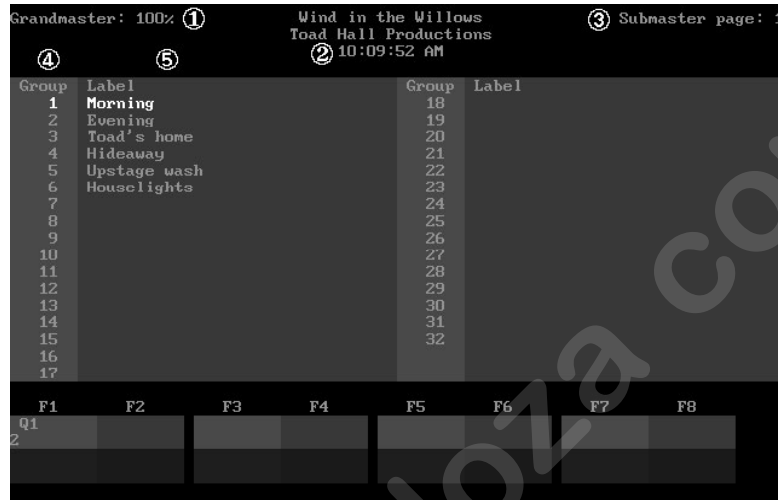 Grandmaster: 100% ① Wind in the Willows ③ Submaster page: 1
Toad Hall Productions
② 10:09:52 AM
④ ⑤
Group Label Group Label
1 Morning 18
2 Evening 19
3 Toad's home 20
4 Hideaway 21
5 Upstage wash 22
6 Houselights 23
7 24
8 25
9 26
10 27
11 28
12 29
13 30
14 31
15 32
16
17
F1 F2 F3 F4 F5 F6 F7 F8
Q1
2